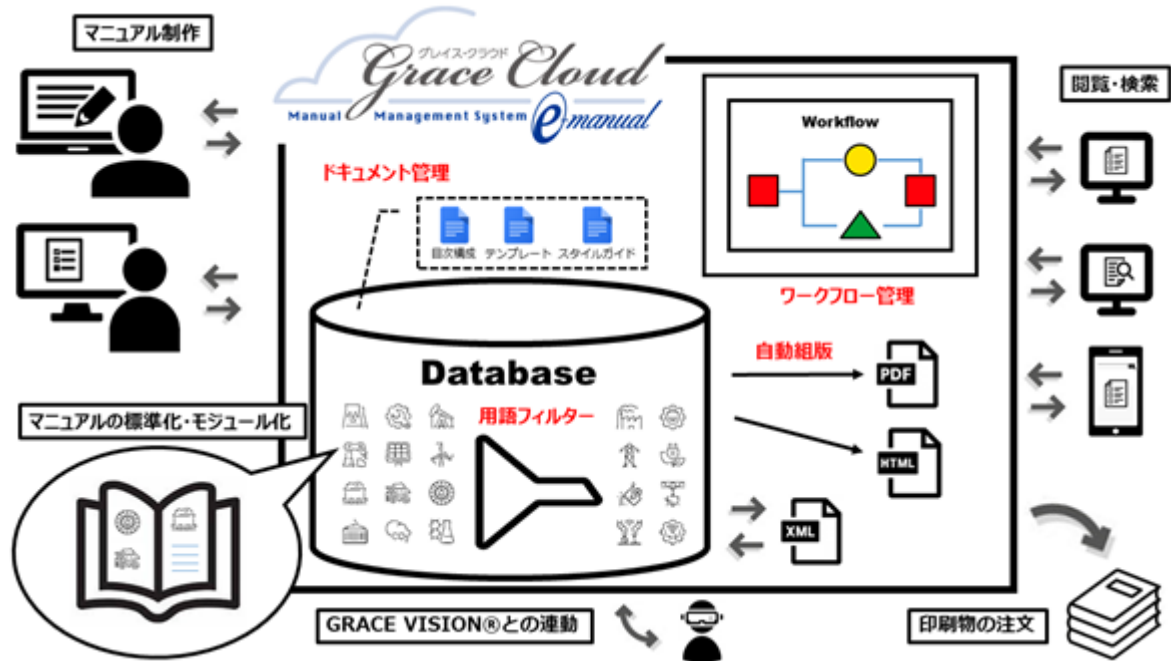 マニュアル制作
グレイス・クラウド
Grace Cloud
Manual Management System e-manual
閲覧・検索
Workflow
ドキュメント管理
目次構成 テンプレート スタイルガイド
ワークフロー管理
Database
自動組版
PDF
用語フィルター
マニュアルの標準化・モジュール化
HTML
XML
GRACE VISION®との連動
印刷物の注文